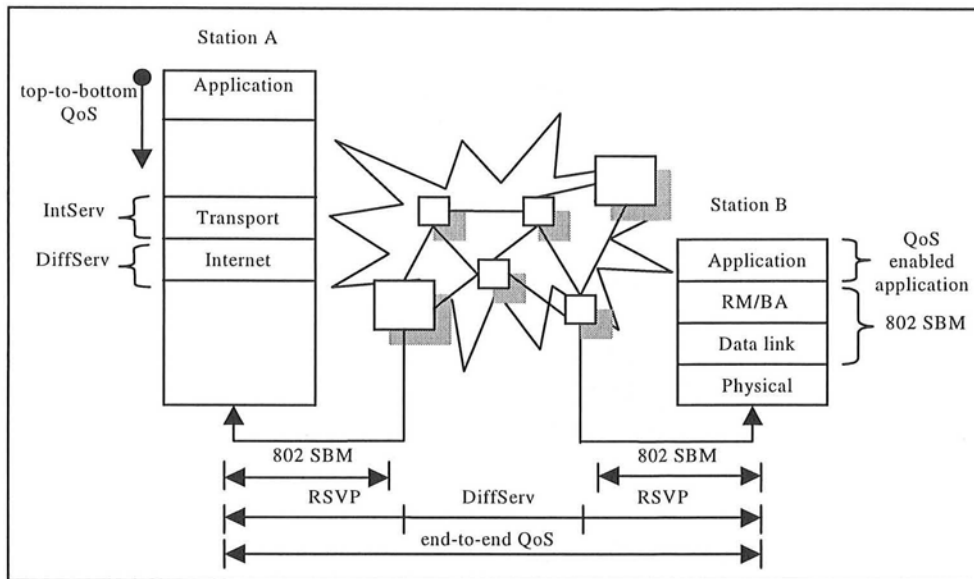 Station A
top-to-bottom
QoS
Application
IntServ
Transport
DiffServ
Internet
Station B
Application
QoS
enabled
application
RM/BA
802 SBM
Data link
Physical
802 SBM
802 SBM
RSVP
DiffServ
RSVP
end-to-end QoS